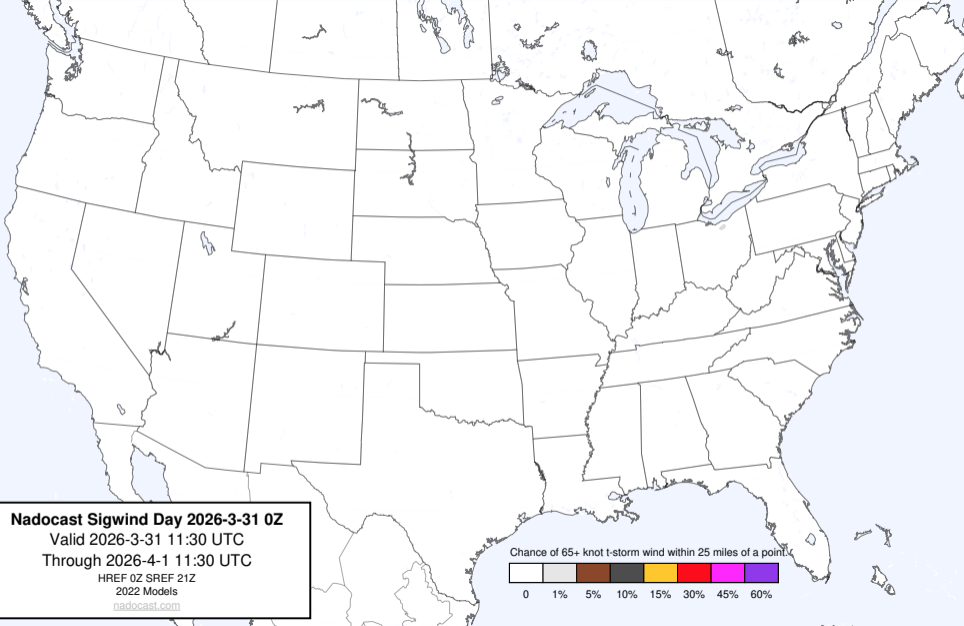 Nadocast Sigwind Day 2026-3-31 0Z
Valid 2026-3-31 11:30 UTC
Through 2026-4-1 11:30 UTC
HREF 0Z SREF 21Z
2022 Models
nadocast.com
Chance of 65+ knot t-storm wind within 25 miles of a point.
0 1% 5% 10% 15% 30% 45% 60%